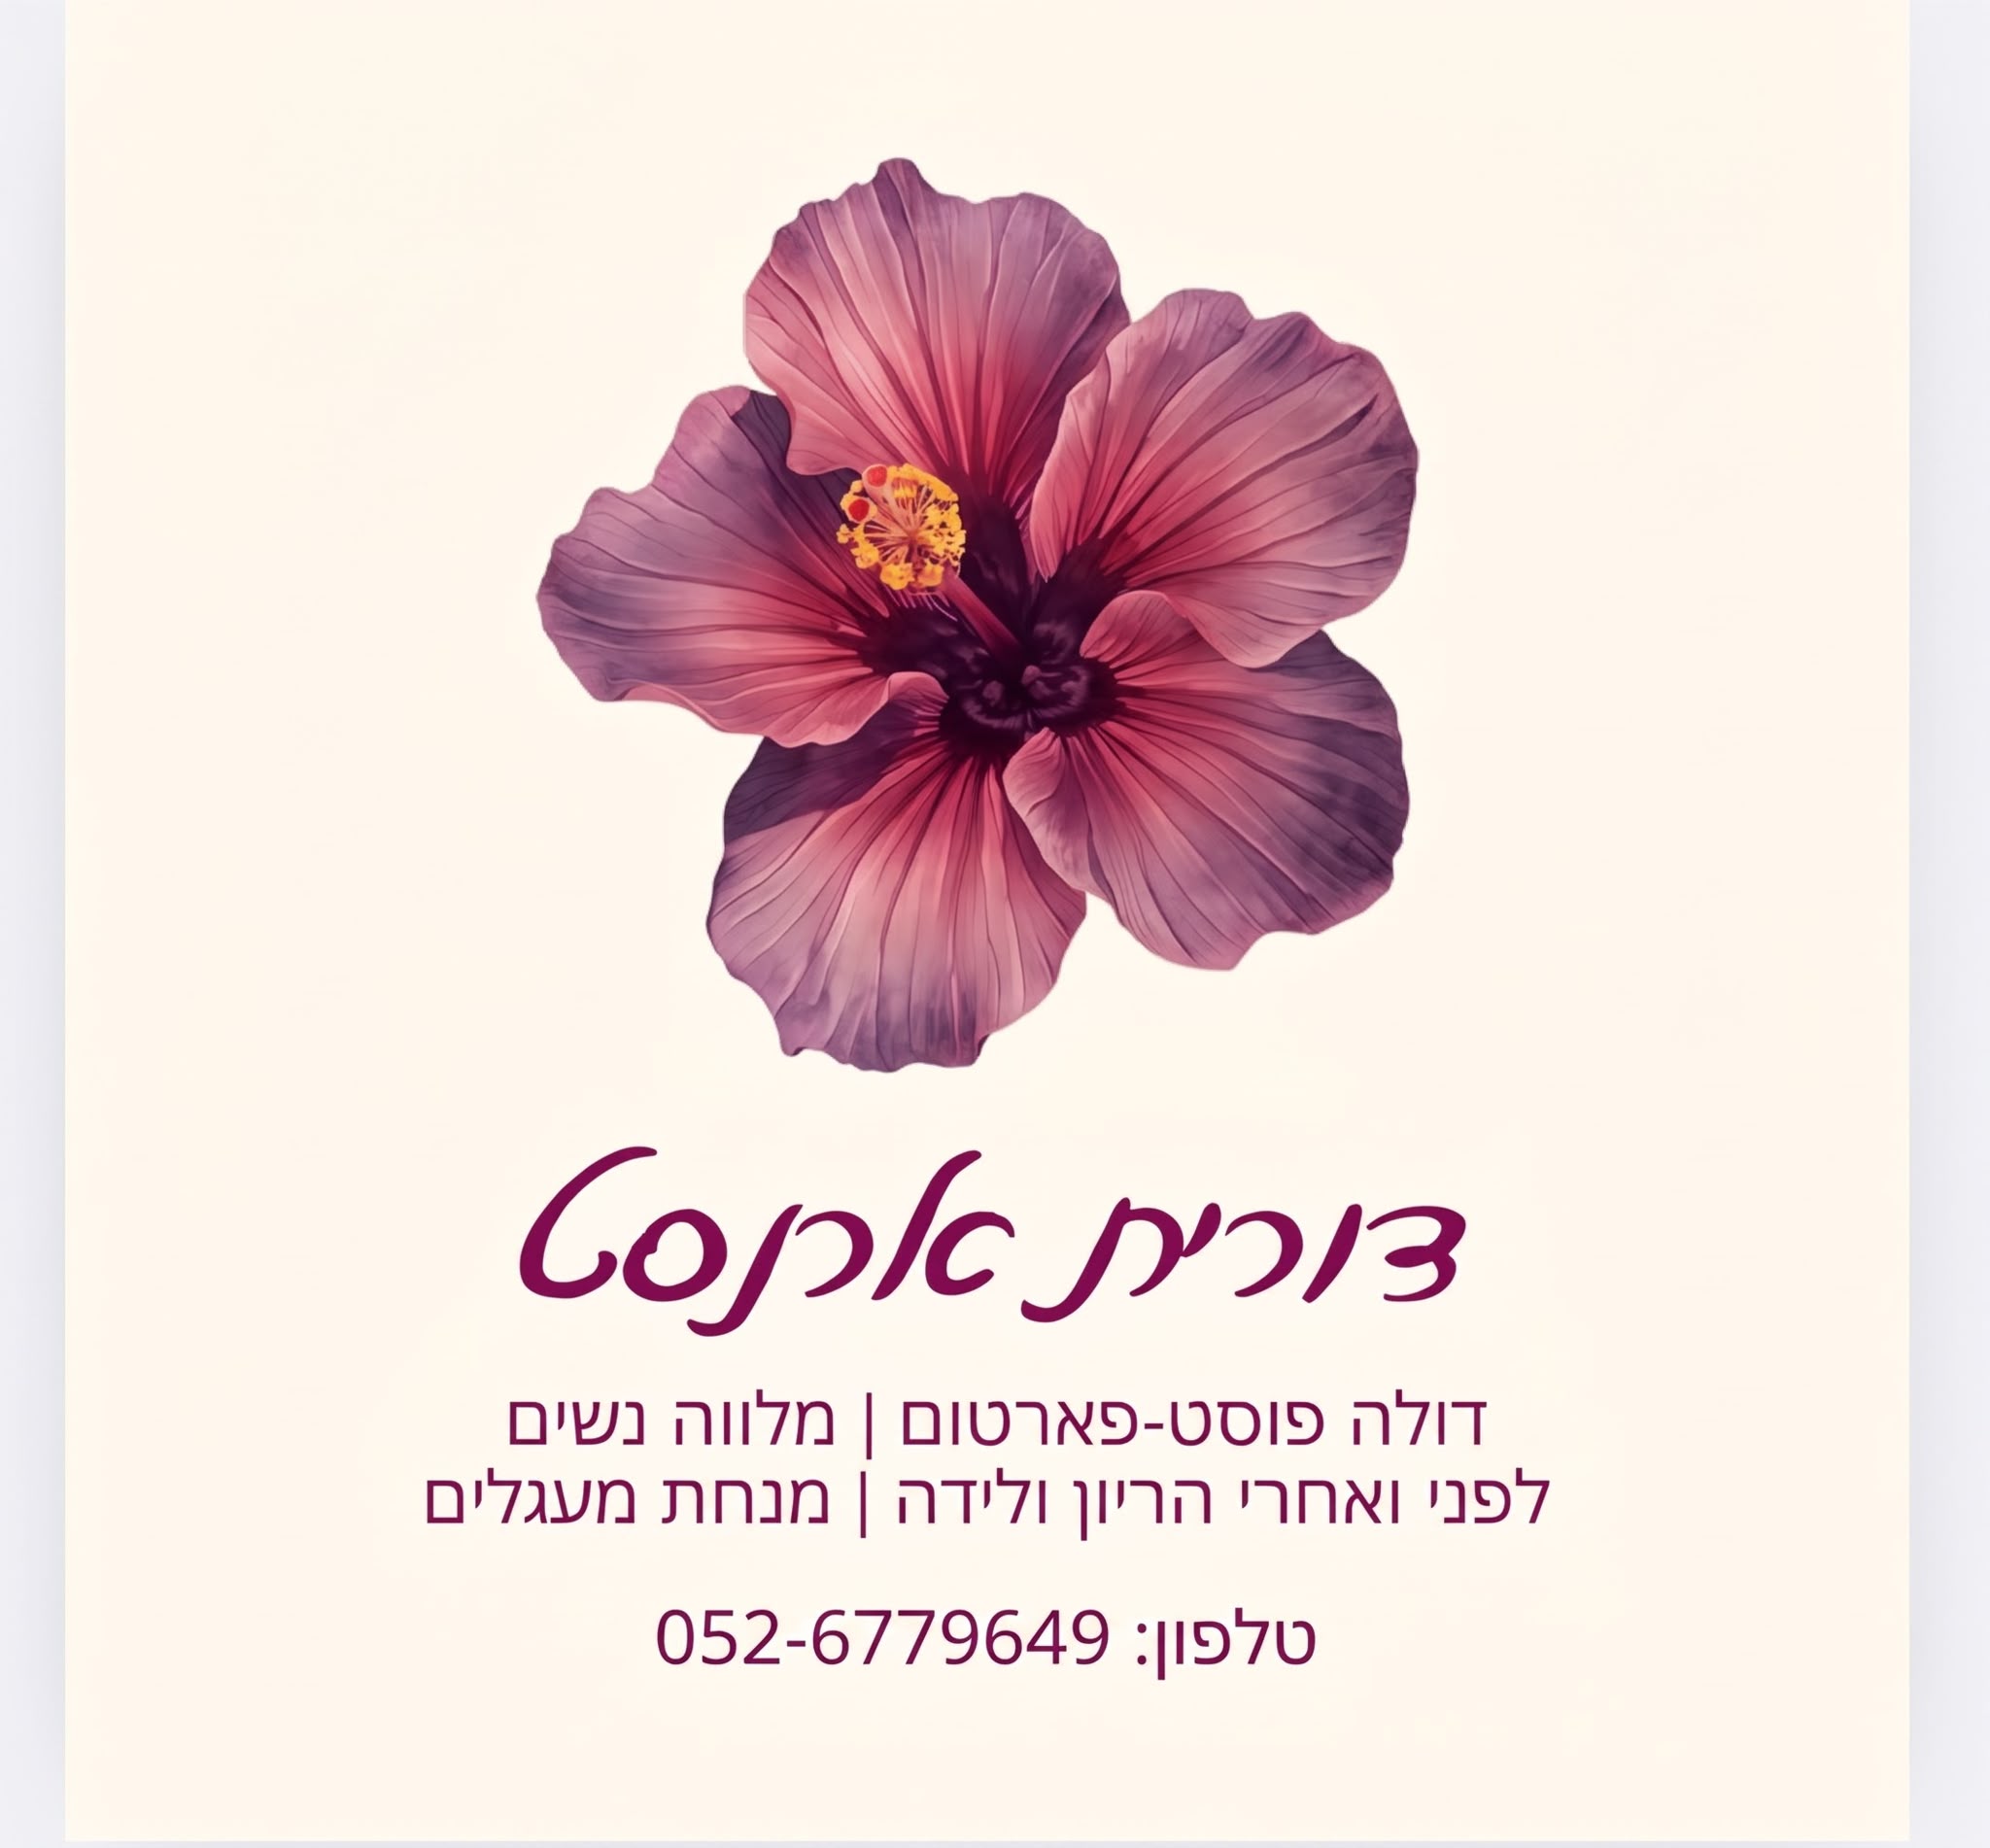 דורית ארנסט
דולה פוסט-פארטום | מלווה נשים
לפני ואחרי הריון ולידה | מנחת מעגלים
טלפון: 052-6779649